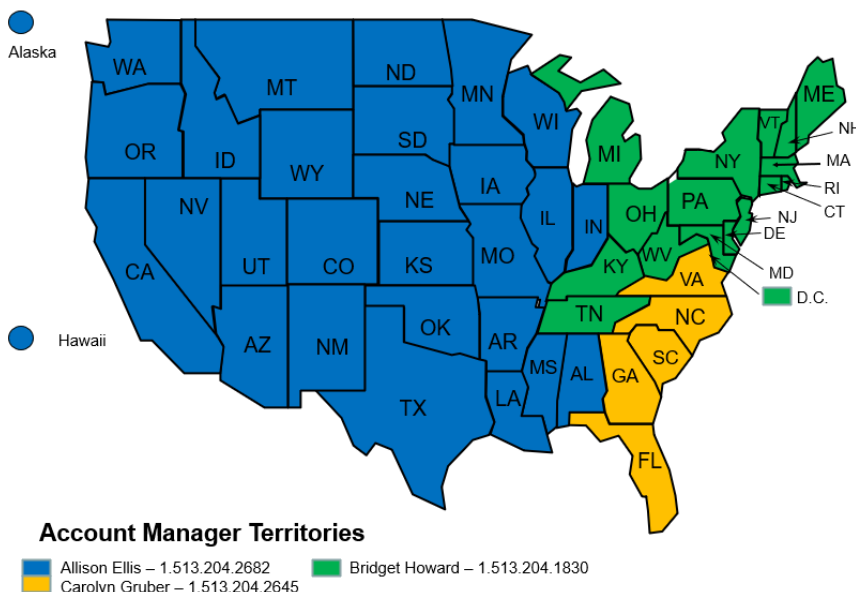 Alaska
WA
MT
ND
MN
ME
VT
NH
OR
ID
SD
WI
MI
NY
MA
WY
RI
IA
PA
CT
NV
NE
NJ
IL
IN
OH
DE
UT
CO
KS
MO
WV
MD
CA
KY
VA
D.C.
Hawaii
AZ
NM
OK
AR
TN
NC
MS
AL
GA
SC
TX
LA
FL
Account Manager Territories
Allison Ellis – 1.513.204.2682
Bridget Howard – 1.513.204.1830
Carolyn Gruber – 1.513.204.2645